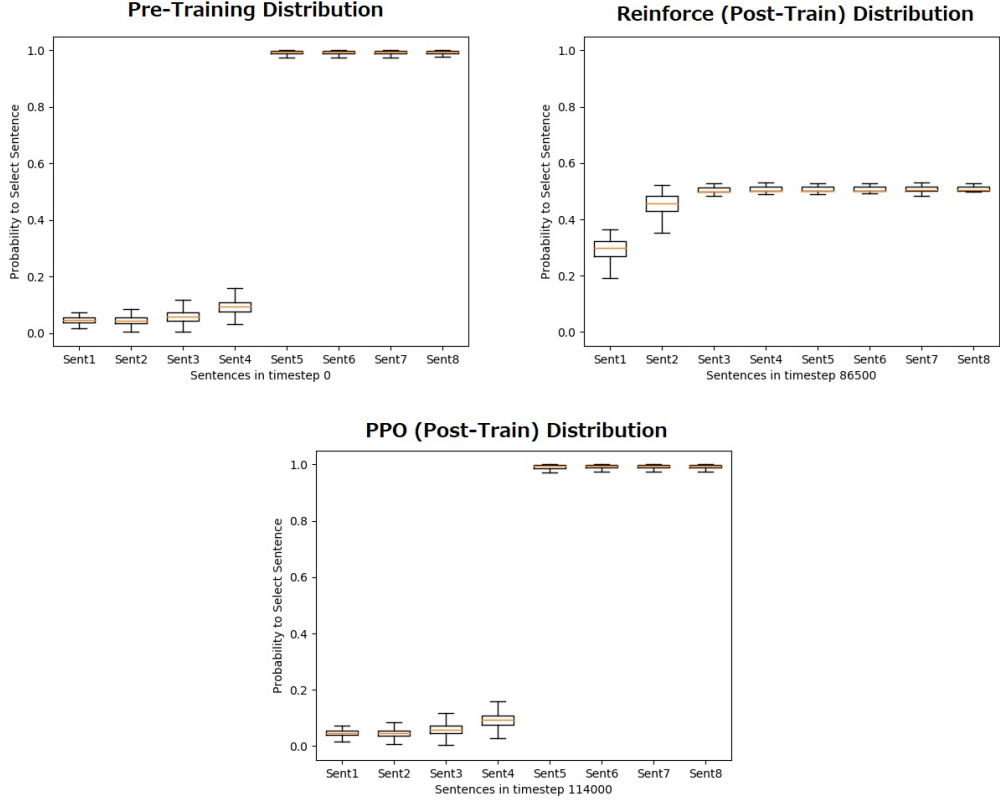 Pre-Training Distribution
Probability to Select Sentence
1.0
0.8
0.6
0.4
0.2
0.0
Sent1 Sent2 Sent3 Sent4 Sent5 Sent6 Sent7 Sent8
Sentences in timestep 0
Reinforce (Post-Train) Distribution
Probability to Select Sentence
1.0
0.8
0.6
0.4
0.2
0.0
Sent1 Sent2 Sent3 Sent4 Sent5 Sent6 Sent7 Sent8
Sentences in timestep 86500
PPO (Post-Train) Distribution
Probability to Select Sentence
1.0
0.8
0.6
0.4
0.2
0.0
Sent1 Sent2 Sent3 Sent4 Sent5 Sent6 Sent7 Sent8
Sentences in timestep 114000